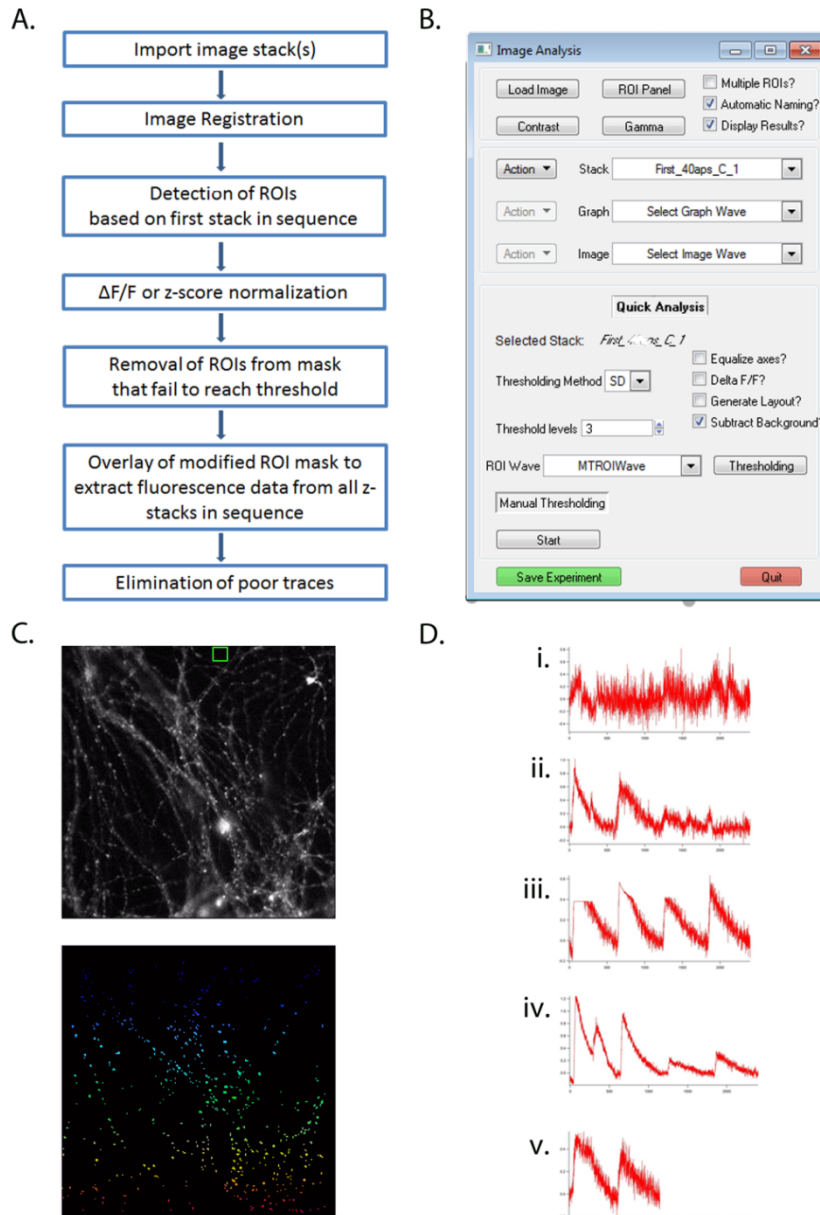 A.
Import image stack(s)
Image Registration
Detection of ROIs
based on first stack in sequence
ΔF/F or z-score normalization
Removal of ROIs from mask
that fail to reach threshold
Overlay of modified ROI mask to
extract fluorescence data from all z-
stacks in sequence
Elimination of poor traces
B.
Image Analysis
Load Image
ROI Panel
Multiple ROIs?
Automatic Naming?
Contrast
Gamma
Display Results?
Action
Stack
First_40aps_C_1
Action
Graph
Select Graph Wave
Action
Image
Select Image Wave
Quick Analysis
Selected Stack:
Equalize axes?
Thresholding Method
SD
Delta F/F?
Generate Layout?
Threshold levels
3
Subtract Background?
ROI Wave
MTROIWave
Thresholding
Manual Thresholding
Start
Save Experiment
Quit
C.
D.
i.
ii.
iii.
iv.
v.